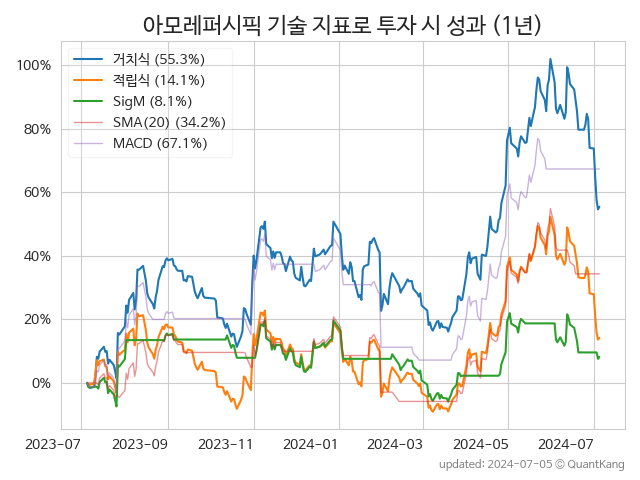 아모레퍼시픽 기술 지표로 투자 시 성과 (1년)
거치식 (55.3%)
적립식 (14.1%)
SigM (8.1%)
SMA(20) (34.2%)
MACD (67.1%)
100%
80%
60%
40%
20%
0%
2023-07 2023-09 2023-11 2024-01 2024-03 2024-05 2024-07
updated: 2024-07-05 © QuantKang